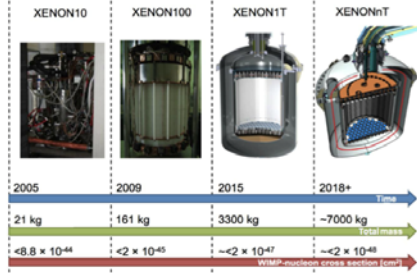 XENON10 XENON100 XENON1T XENONnT
2005 2009 2015 2018+
Time
21 kg 161 kg 3300 kg ~7000 kg
Total mass
<8.8 × 10⁻⁴⁴ <2 × 10⁻⁴⁵ ~<2 × 10⁻⁴⁷ ~<2 × 10⁻⁴⁸
WIMP-nucleon cross section [cm²]